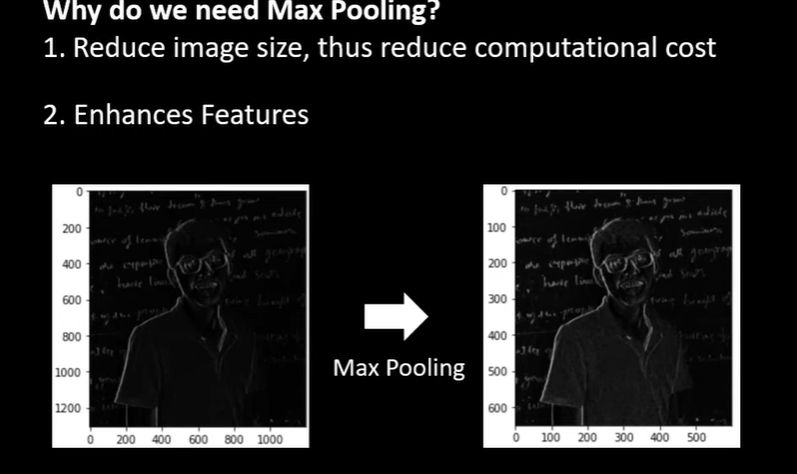 Why do we need Max Pooling?
1. Reduce image size, thus reduce computational cost
2. Enhances Features
0
200
400
600
800
1000
1200
0 200 400 600 800 1000
Max Pooling
0
100
200
300
400
500
600
0 100 200 300 400 500